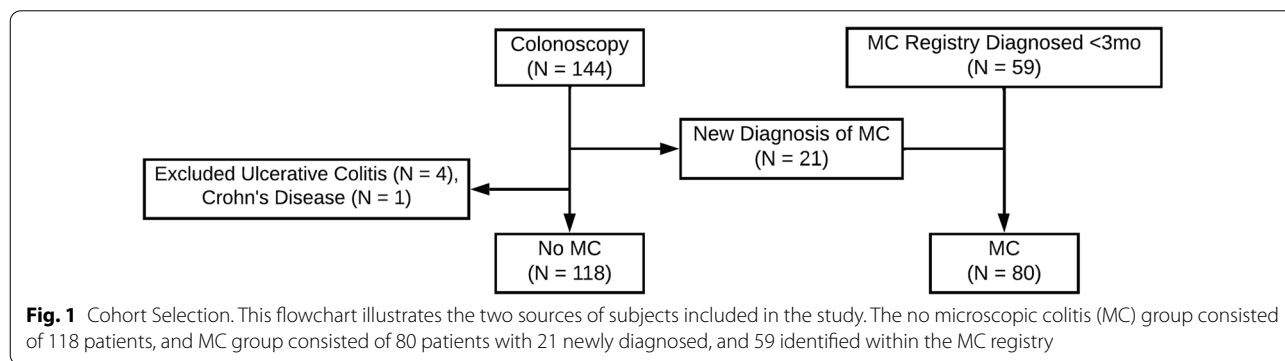 Colonoscopy
(N = 144)
MC Registry Diagnosed <3mo
(N = 59)
New Diagnosis of MC
(N = 21)
Excluded Ulcerative Colitis (N = 4),
Crohn's Disease (N = 1)
No MC
(N = 118)
MC
(N = 80)
Fig. 1 Cohort Selection. This flowchart illustrates the two sources of subjects included in the study. The no microscopic colitis (MC) group consisted
of 118 patients, and MC group consisted of 80 patients with 21 newly diagnosed, and 59 identified within the MC registry